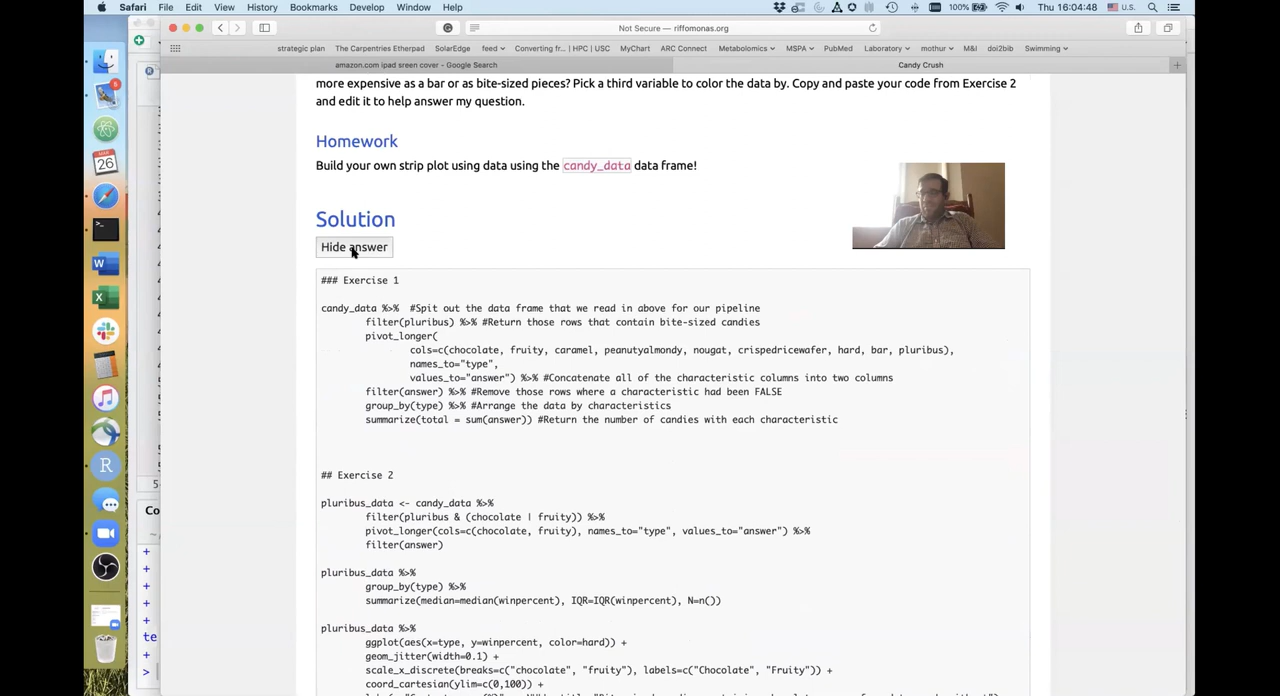 Safari File Edit View History Bookmarks Develop Window Help 100% U.S. Thu 16:04:48
Not Secure — riffomonas.org
strategic plan The Carpentries Etherpad SolarEdge feed Converting fr... | HPC | USC MyChart ARC Connect Metabolomics MSPA PubMed Laboratory mothur M&I doi2bib Swimming
amazon.com ipad sreen cover - Google Search Candy Crush
more expensive as a bar or as bite-sized pieces? Pick a third variable to color the data by. Copy and paste your code from Exercise 2
and edit it to help answer my question.
Homework
Build your own strip plot using data using the candy_data data frame!
Solution
Hide answer
### Exercise 1
candy_data %>% #Spit out the data frame that we read in above for our pipeline
filter(pluribus) %>% #Return those rows that contain bite-sized candies
pivot_longer(
cols=c(chocolate, fruity, caramel, peanutyalmondy, nougat, crispedricewafer, hard, bar, pluribus),
names_to="type",
values_to="answer") %>% #Concatenate all of the characteristic columns into two columns
filter(answer) %>% #Remove those rows where a characteristic had been FALSE
group_by(type) %>% #Arrange the data by characteristics
summarize(total = sum(answer)) #Return the number of candies with each characteristic
## Exercise 2
pluribus_data <- candy_data %>%
filter(pluribus & (chocolate | fruity)) %>%
pivot_longer(cols=c(chocolate, fruity), names_to="type", values_to="answer") %>%
filter(answer)
pluribus_data %>%
group_by(type) %>%
summarize(median=median(winpercent), IQR=IQR(winpercent), N=n())
pluribus_data %>%
ggplot(aes(x=type, y=winpercent, color=hard)) +
geom_jitter(width=0.1) +
scale_x_discrete(breaks=c("chocolate", "fruity"), labels=c("Chocolate", "Fruity")) +
coord_cartesian(ylim=c(0,100)) +
MAY
26
Co
+
+
+
+
+
te
+
>